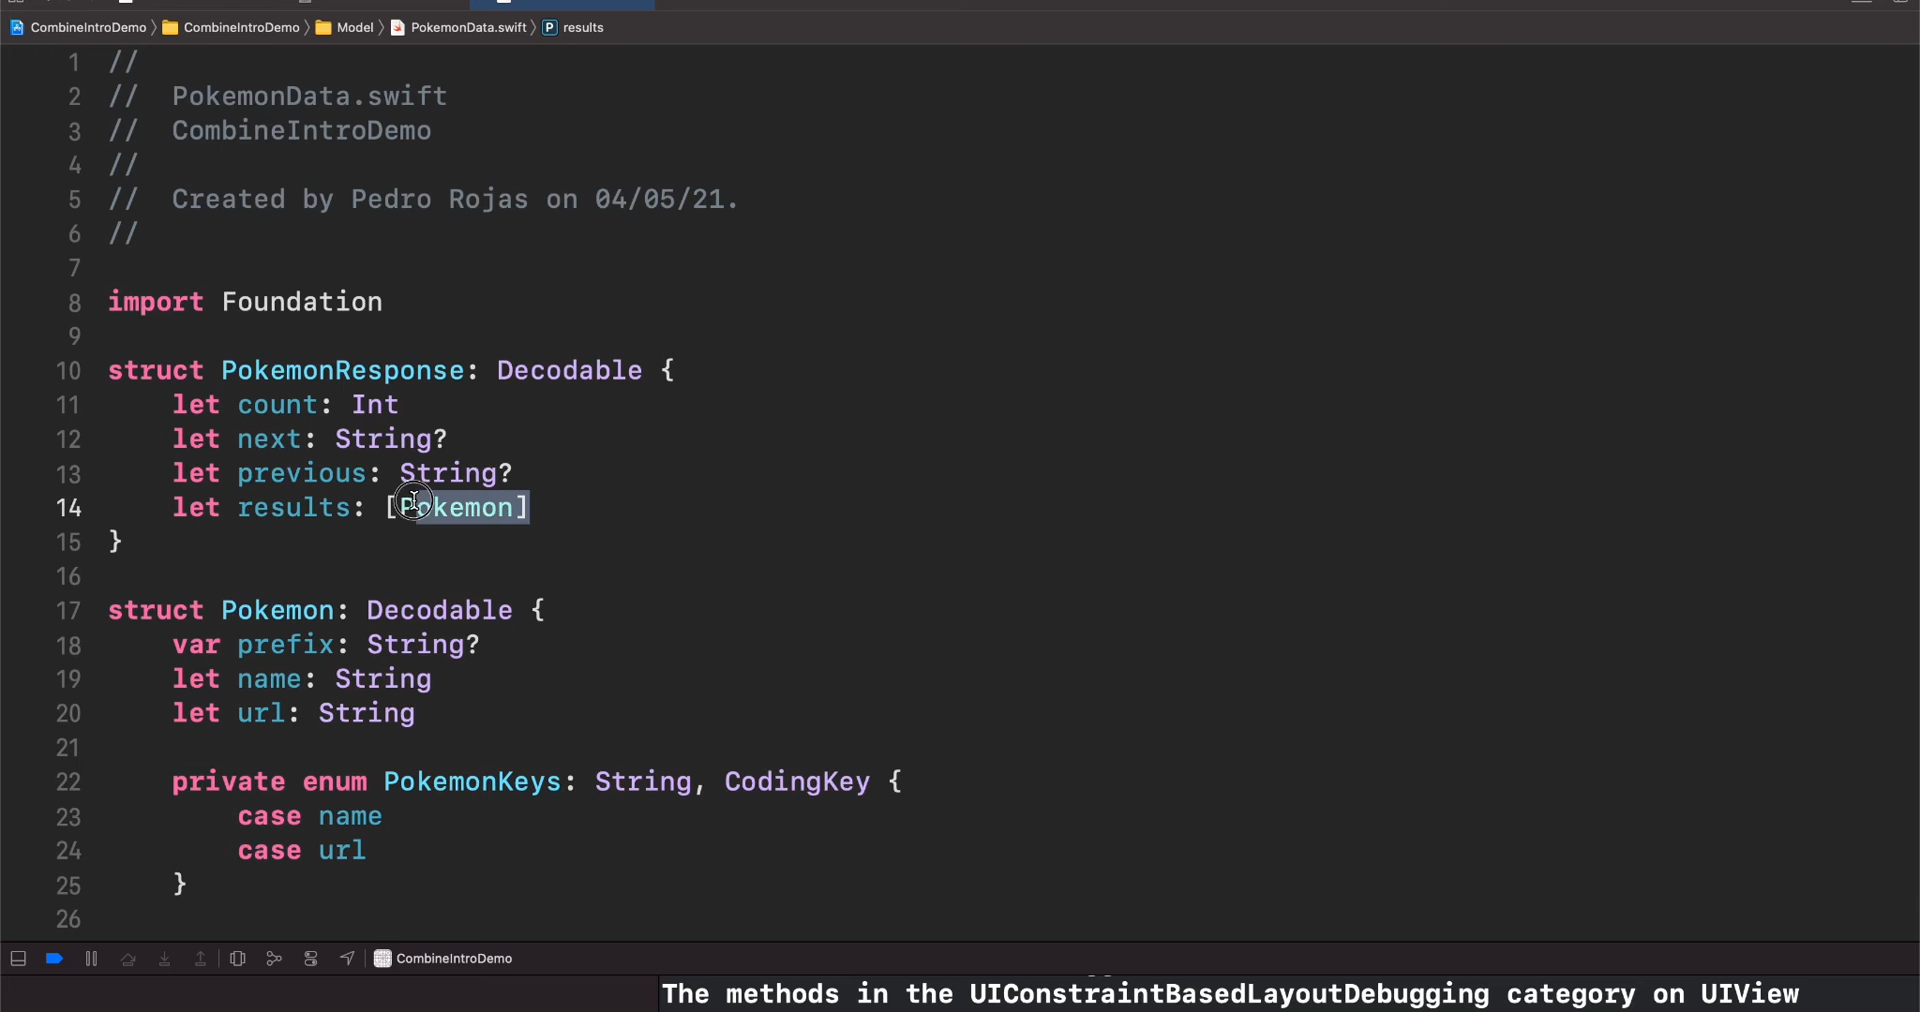 CombineIntroDemo 〉 CombineIntroDemo 〉 Model 〉 PokemonData.swift 〉 P results
1 //
2 // PokemonData.swift
3 // CombineIntroDemo
4 //
5 // Created by Pedro Rojas on 04/05/21.
6 //
7
8 import Foundation
9
10 struct PokemonResponse: Decodable {
11 let count: Int
12 let next: String?
13 let previous: String?
14 let results: [Pokemon]
15 }
16
17 struct Pokemon: Decodable {
18 var prefix: String?
19 let name: String
20 let url: String
21
22 private enum PokemonKeys: String, CodingKey {
23 case name
24 case url
25 }
26
CombineIntroDemo
The methods in the UIConstraintBasedLayoutDebugging category on UIView